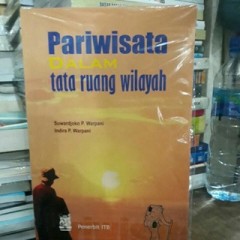 Pariwisata
DALAM
tata ruang wilayah
Suwardjoko P. Warpani
Indira P. Warpani
Penerbit ITB